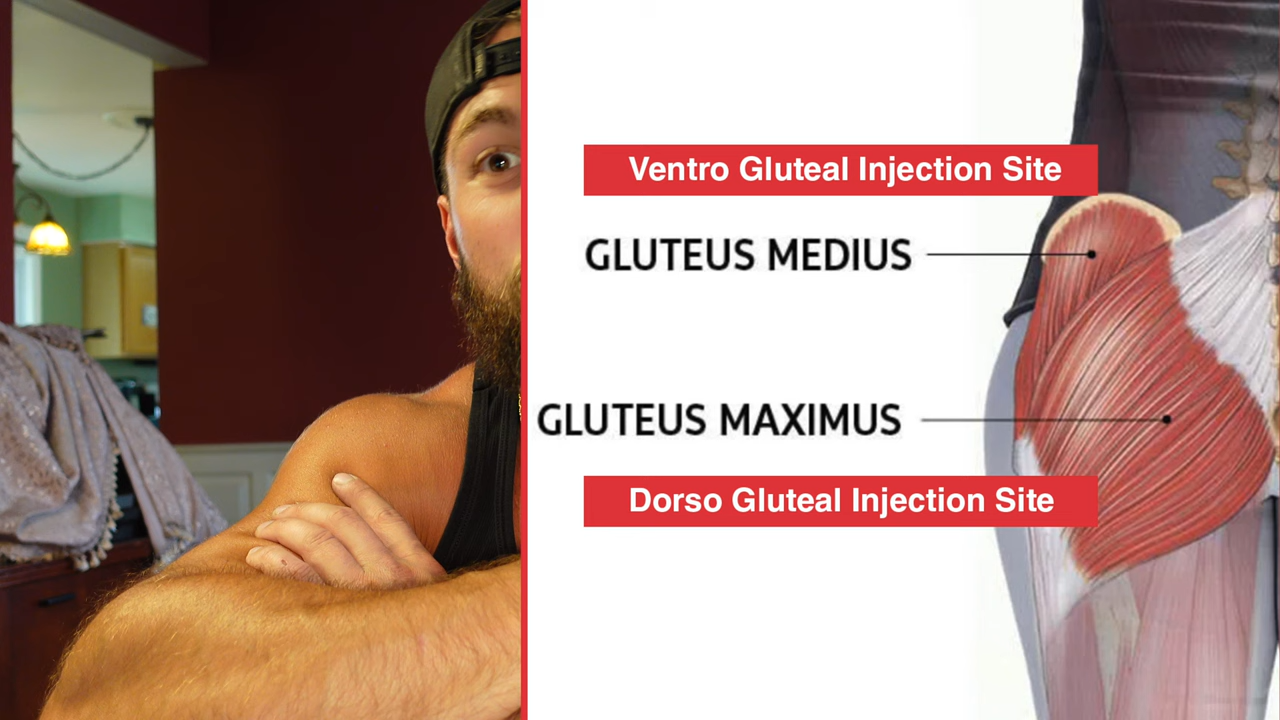 Ventro Gluteal Injection Site
GLUTEUS MEDIUS
GLUTEUS MAXIMUS
Dorso Gluteal Injection Site